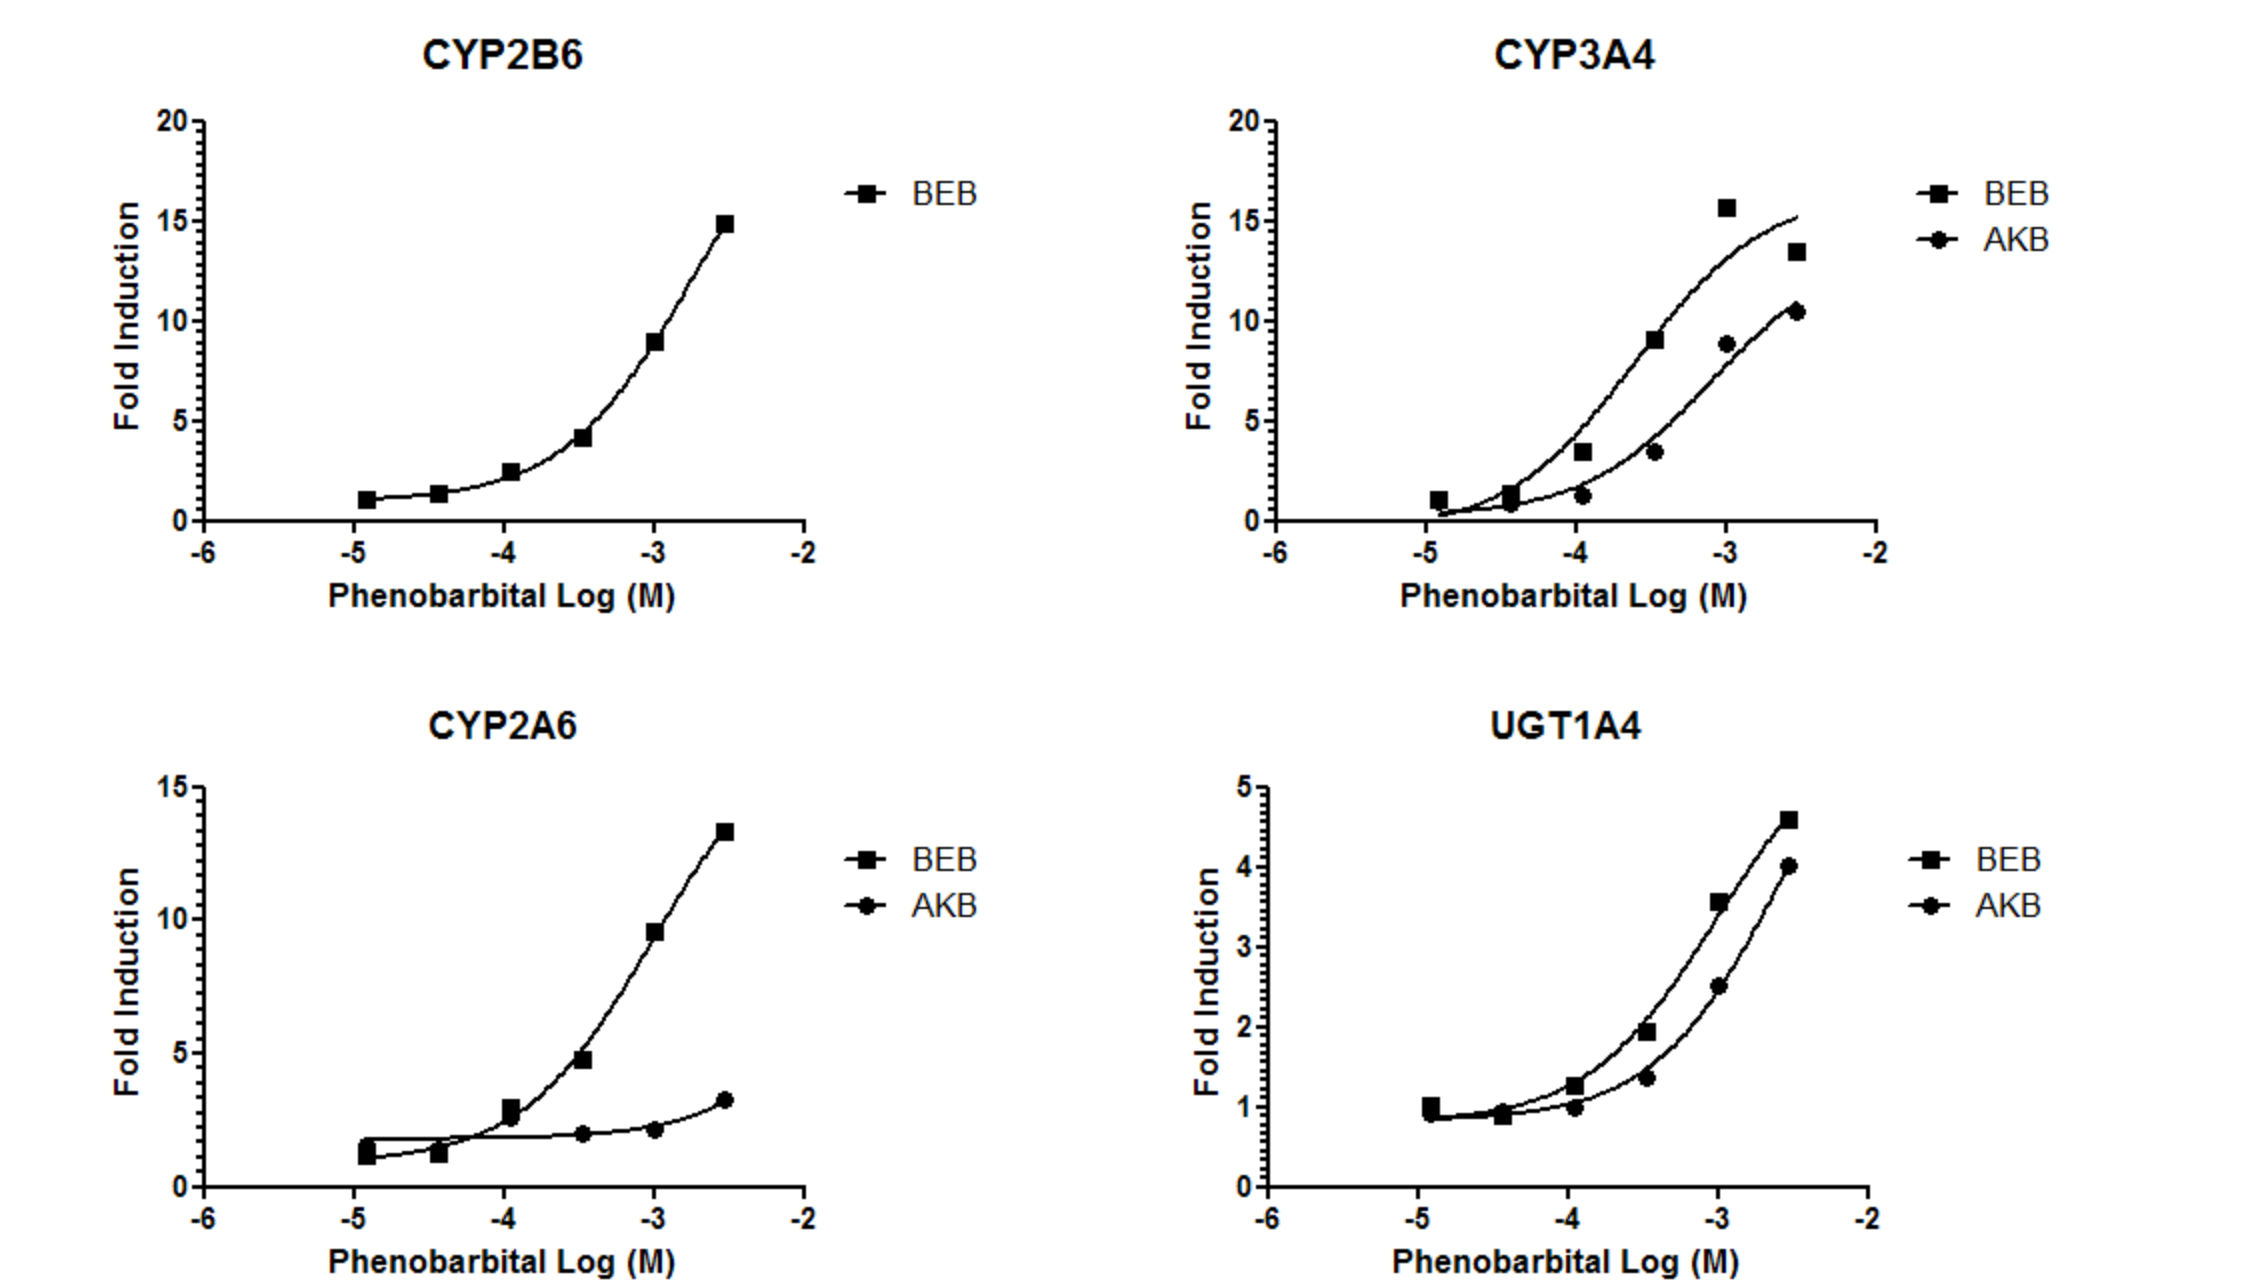 CYP2B6
20
15
10
5
0
-6 -5 -4 -3 -2
Fold Induction
Phenobarbital Log (M)
BEB
CYP3A4
20
15
10
5
0
-6 -5 -4 -3 -2
Fold Induction
Phenobarbital Log (M)
BEB
AKB
CYP2A6
15
10
5
0
-6 -5 -4 -3 -2
Fold Induction
Phenobarbital Log (M)
BEB
AKB
UGT1A4
5
4
3
2
1
0
-6 -5 -4 -3 -2
Fold Induction
Phenobarbital Log (M)
BEB
AKB